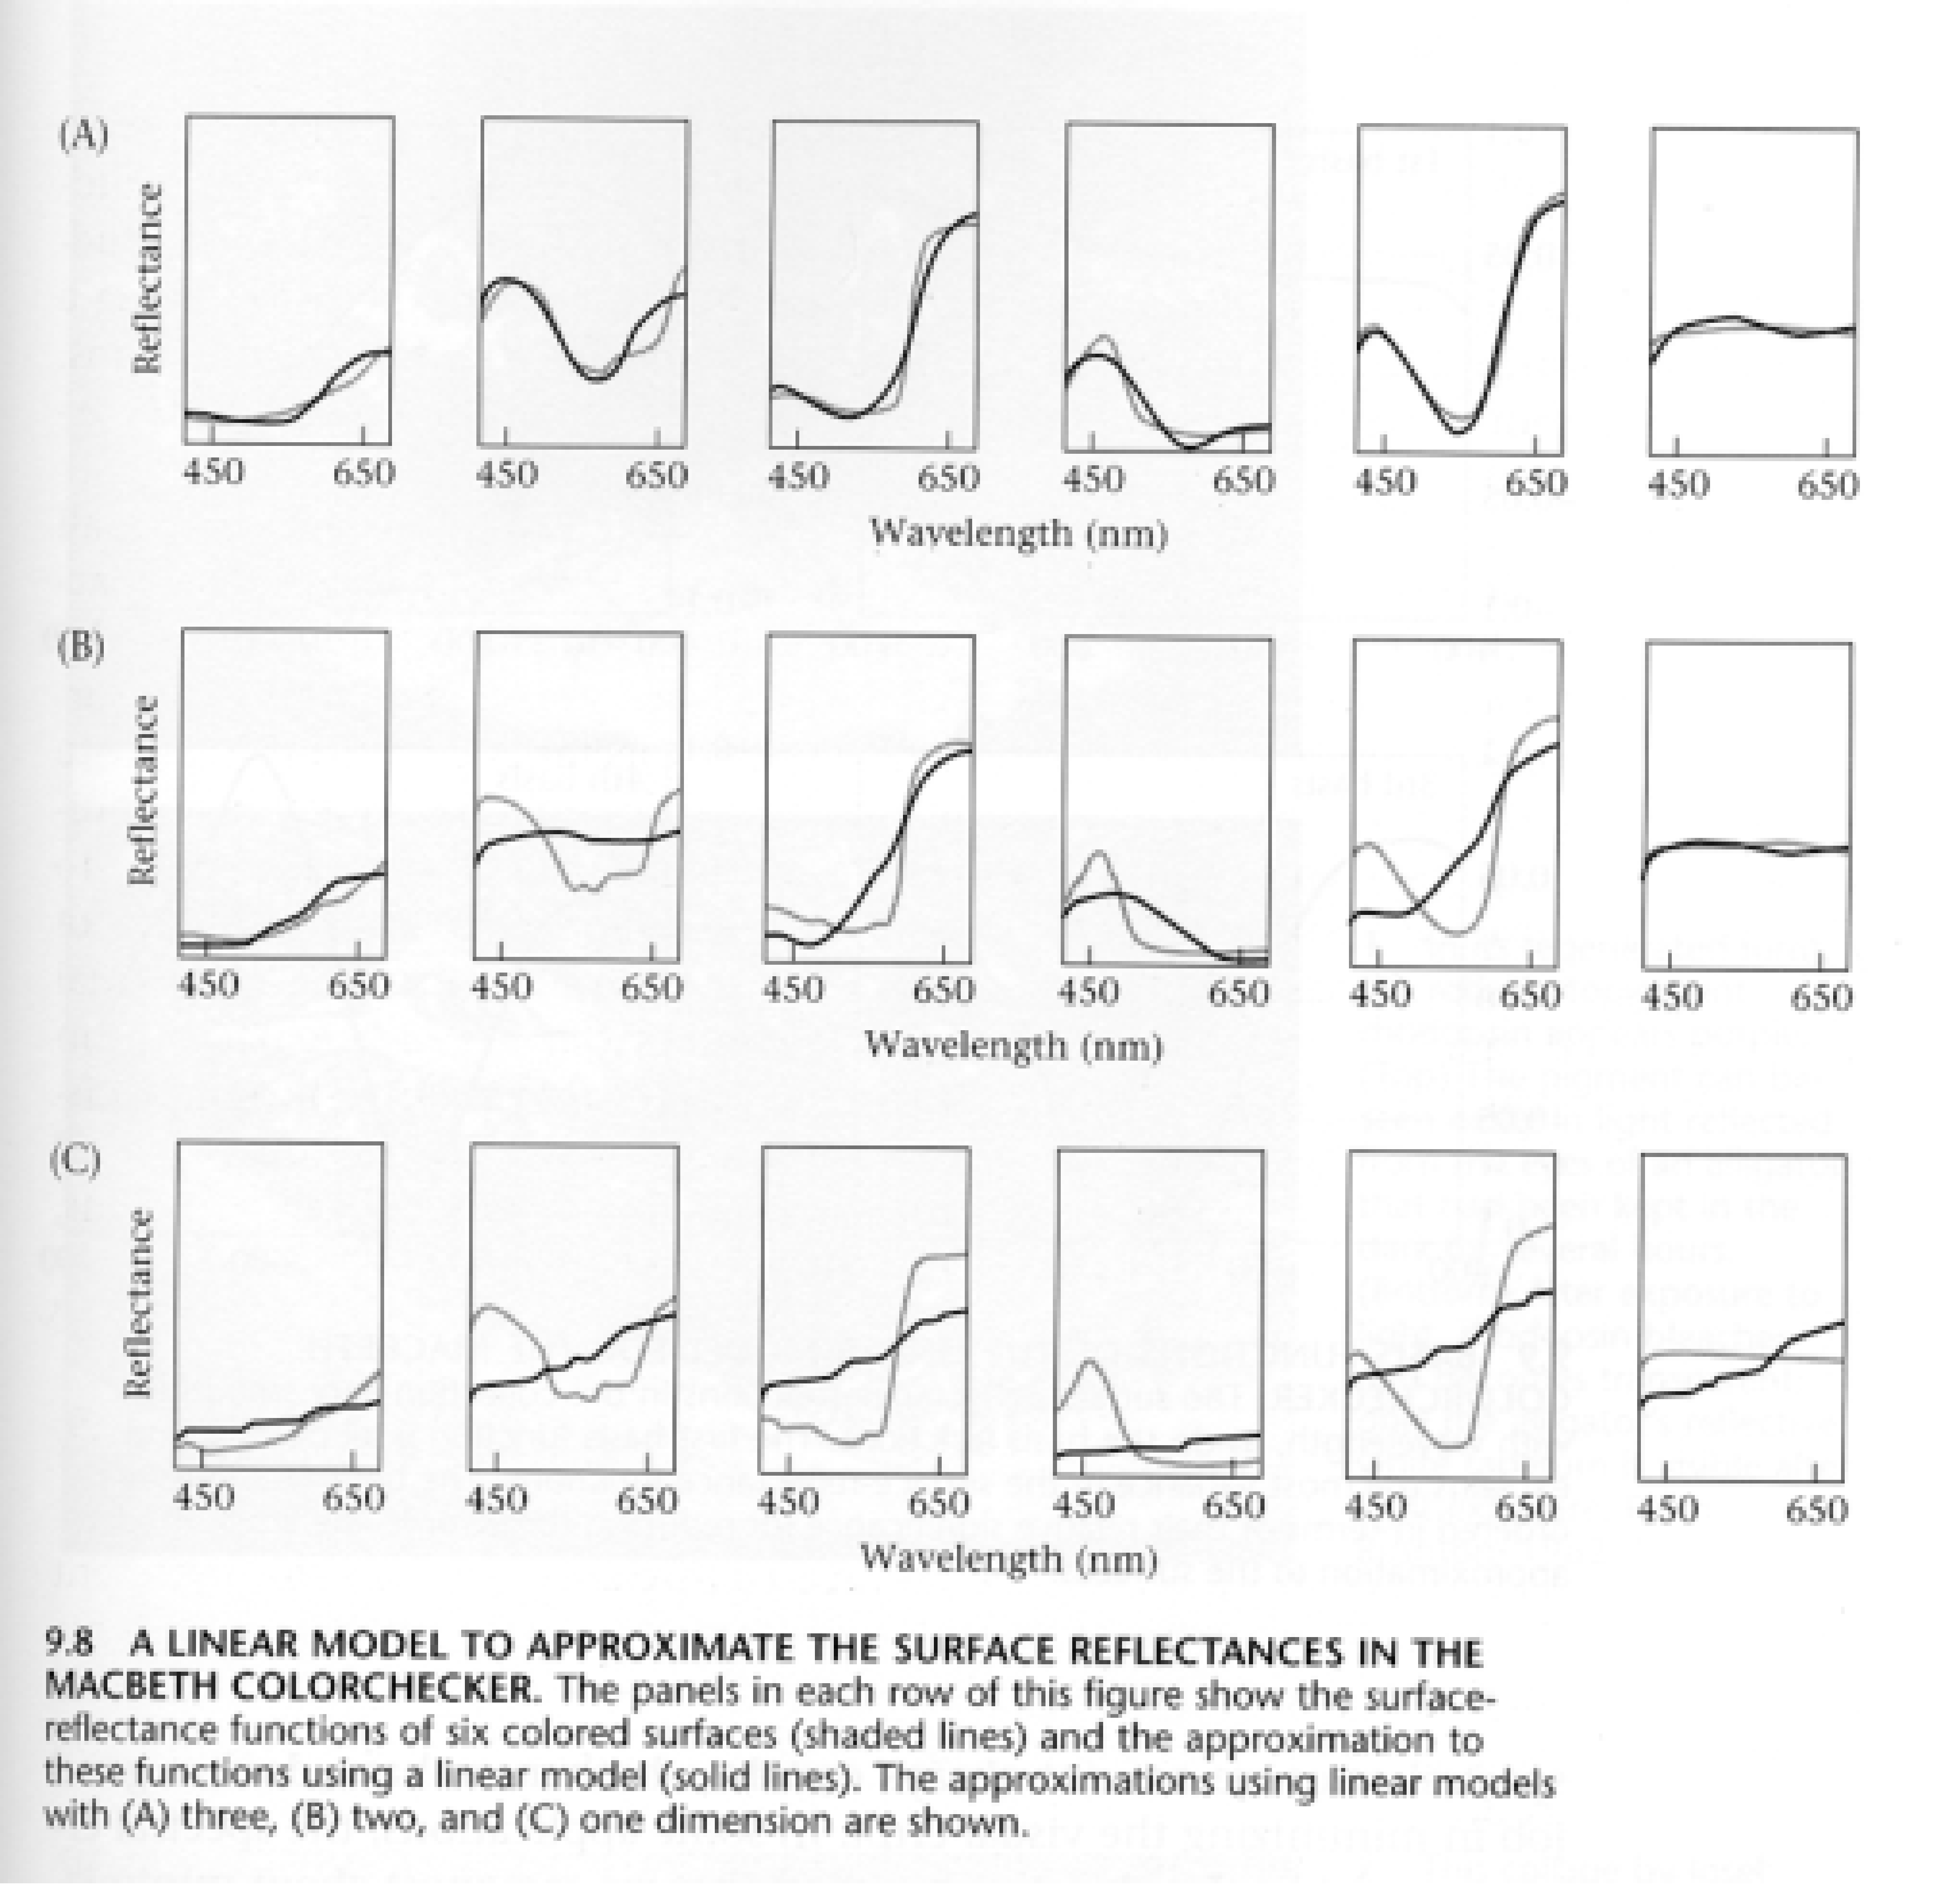 (A)
Reflectance
450 650 450 650 450 650 450 650 450 650 450 650
Wavelength (nm)
(B)
Reflectance
450 650 450 650 450 650 450 650 450 650 450 650
Wavelength (nm)
(C)
Reflectance
450 650 450 650 450 650 450 650 450 650 450 650
Wavelength (nm)
9.8 A LINEAR MODEL TO APPROXIMATE THE SURFACE REFLECTANCES IN THE
MACBETH COLORCHECKER. The panels in each row of this figure show the surface-
reflectance functions of six colored surfaces (shaded lines) and the approximation to
these functions using a linear model (solid lines). The approximations using linear models
with (A) three, (B) two, and (C) one dimension are shown.